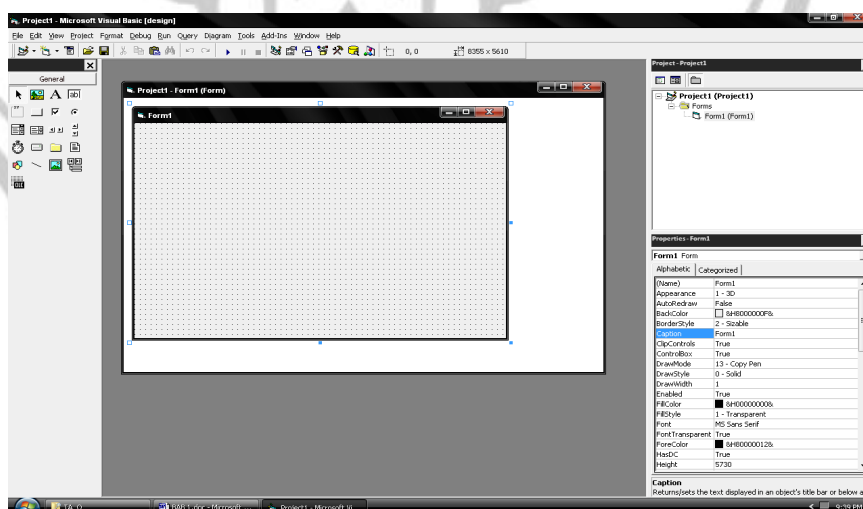 Project1 - Microsoft Visual Basic [design]
File Edit View Project Format Debug Run Query Diagram Tools Add-Ins Window Help
0, 0 8355 x 5610
General
A ab|
OLE
Project1 - Form1 (Form)
Form1
Project - Project1
Project1 (Project1)
Forms
Form1 (Form1)
Properties - Form1
Form1 Form
Alphabetic Categorized
(Name) Form1
Appearance 1 - 3D
AutoRedraw False
BackColor &H8000000F&
BorderStyle 2 - Sizable
Caption Form1
ClipControls True
ControlBox True
DrawMode 13 - Copy Pen
DrawStyle 0 - Solid
DrawWidth 1
Enabled True
FillColor &H00000000&
FillStyle 1 - Transparent
Font MS Sans Serif
FontTransparent True
ForeColor &H80000012&
HasDC True
Height 5730
Caption
Returns/sets the text displayed in an object's title bar or below a
BAB 1.doc - Microsoft ... Project1 - Microsoft Vi... 9:39 PM